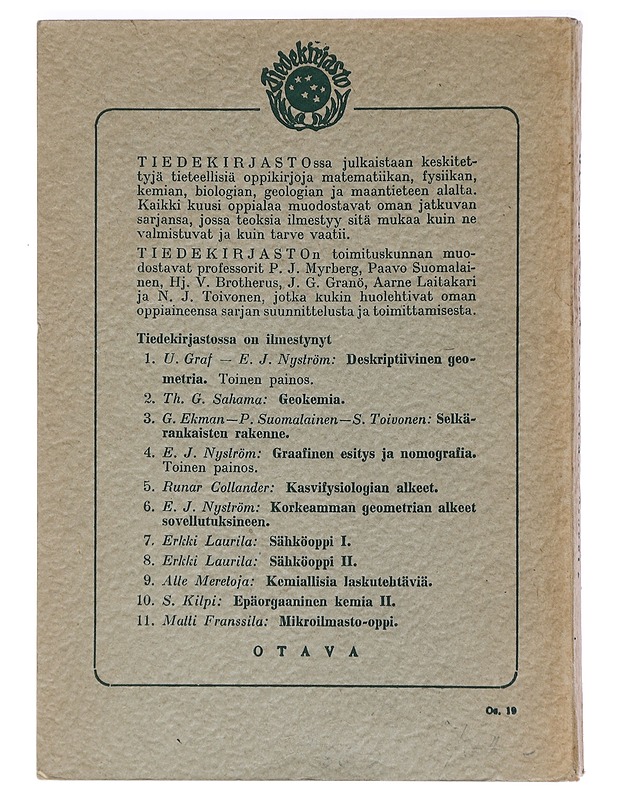 Tiedekirjasto
TIEDEKIRJASTOssa julkaistaan keskitet-
tyjä tieteellisiä oppikirjoja matematiikan, fysiikan,
kemian, biologian, geologian ja maantieteen alalta.
Kaikki kuusi oppialaa muodostavat oman jatkuvan
sarjansa, jossa teoksia ilmestyy sitä mukaa kuin ne
valmistuvat ja kuin tarve vaatii.
TIEDEKIRJASTOn toimituskunnan muo-
dostavat professorit P. J. Myrberg, Paavo Suomalai-
nen, Hj. V. Brotherus, J. G. Granö, Aarne Laitakari
ja N. J. Toivonen, jotka kukin huolehtivat oman
oppiaineensa sarjan suunnittelusta ja toimittamisesta.
Tiedekirjastossa on ilmestynyt
1. U. Graf — E. J. Nyström: Deskriptiivinen geo-
metria. Toinen painos.
2. Th. G. Sahama: Geokemia.
3. G. Ekman—P. Suomalainen—S. Toivonen: Selkä-
rankaisten rakenne.
4. E. J. Nyström: Graafinen esitys ja nomografia.
Toinen painos.
5. Runar Collander: Kasvifysiologian alkeet.
6. E. J. Nyström: Korkeamman geometrian alkeet
sovellutuksineen.
7. Erkki Laurila: Sähköoppi I.
8. Erkki Laurila: Sähköoppi II.
9. Alle Meretoja: Kemiallisia laskutehtäviä.
10. S. Kilpi: Epäorgaaninen kemia II.
11. Matti Franssila: Mikroilmasto-oppi.
OTAVA
Os. 19